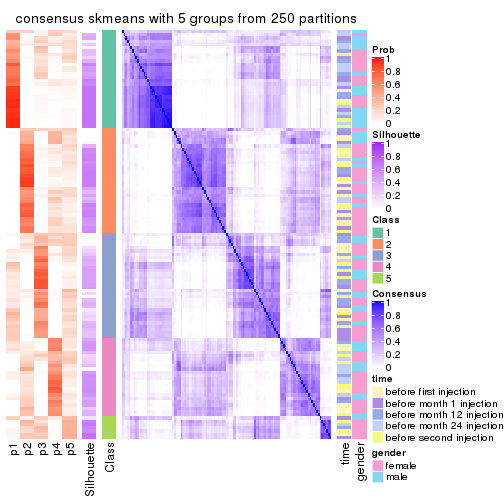 consensus skmeans with 5 groups from 250 partitions
Prob
1
0.8
0.6
0.4
0.2
0
Silhouette
1
0.8
0.6
0.4
0.2
0
Class
1
2
3
4
5
Consensus
1
0.8
0.6
0.4
0.2
0
time
before first injection
before month 1 injection
before month 12 injection
before month 24 injection
before second injection
gender
female
male
p1
p2
p3
p4
p5
Silhouette
Class
time
gender